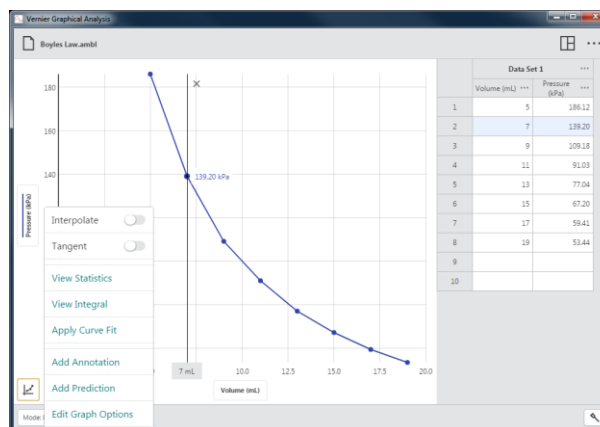 Vernier Graphical Analysis
Boyles Law.ambl
180
160
140
139.20 kPa
Pressure (kPa)
Interpolate
Tangent
View Statistics
View Integral
Apply Curve Fit
Add Annotation
Add Prediction
Edit Graph Options
7 mL
10.0
12.5
15.0
17.5
20.0
Volume (mL)
Mode:
Data Set 1
Volume (mL) Pressure (kPa)
1 5 186.12
2 7 139.20
3 9 109.18
4 11 91.03
5 13 77.04
6 15 67.20
7 17 59.41
8 19 53.44
9
10